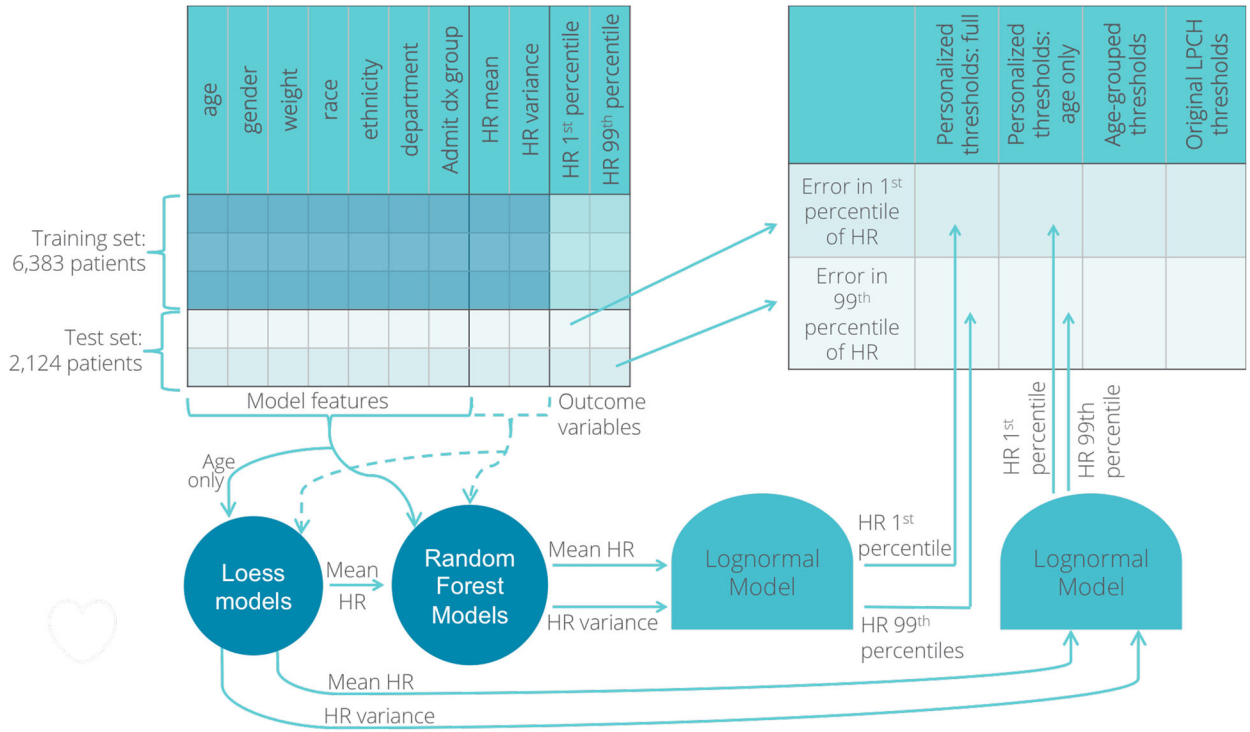 age
gender
weight
race
ethnicity
department
Admit dx group
HR mean
HR variance
HR 1st percentile
HR 99th percentile
Personalized
thresholds: full
Personalized
thresholds:
age only
Age-grouped
thresholds
Original LPCH
thresholds
Training set:
6,383 patients
Test set:
2,124 patients
Error in 1st
percentile
of HR
Error in
99th
percentile
of HR
Model features
Outcome
variables
Age
only
HR 1st
percentile
HR 99th
percentile
Loess
models
Mean
HR
Random
Forest
Models
Mean HR
HR variance
Lognormal
Model
HR 1st
percentile
HR 99th
percentiles
Lognormal
Model
Mean HR
HR variance